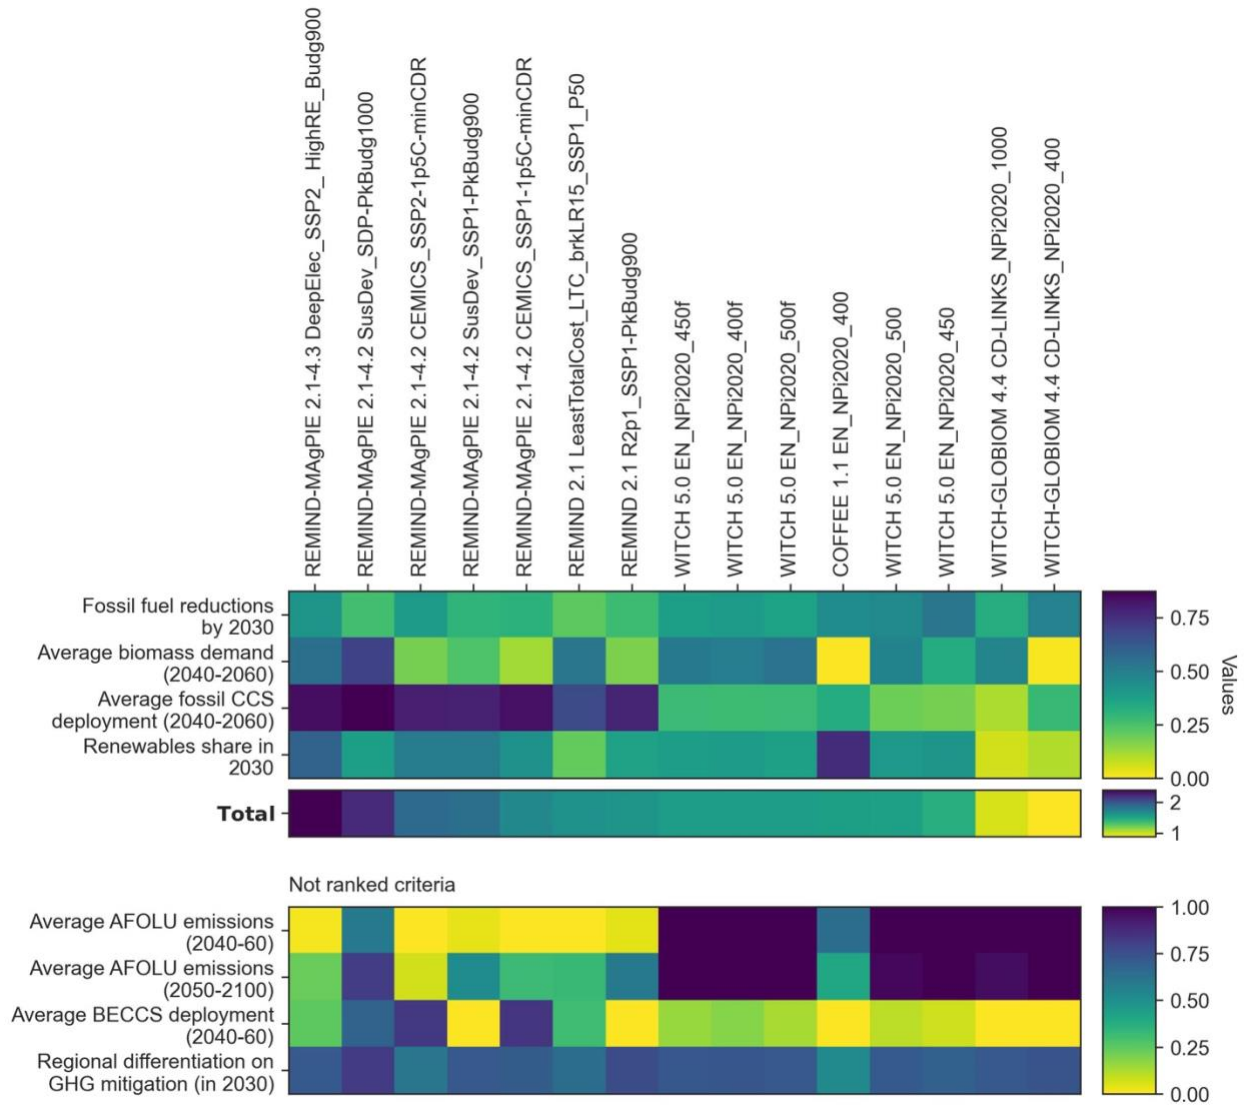 REMIND-MAgPIE 2.1-4.3 DeepElec_SSP2_ HighRE_Budg900
REMIND-MAgPIE 2.1-4.2 SusDev_SDP-PkBudg1000
REMIND-MAgPIE 2.1-4.2 CEMICS_SSP2-1p5C-minCDR
REMIND-MAgPIE 2.1-4.2 SusDev_SSP1-PkBudg900
REMIND-MAgPIE 2.1-4.2 CEMICS_SSP1-1p5C-minCDR
REMIND 2.1 LeastTotalCost_LTC_brkLR15_SSP1_P50
REMIND 2.1 R2p1_SSP1-PkBudg900
WITCH 5.0 EN_NPi2020_450f
WITCH 5.0 EN_NPi2020_400f
WITCH 5.0 EN_NPi2020_500f
COFFEE 1.1 EN_NPi2020_400
WITCH 5.0 EN_NPi2020_500
WITCH 5.0 EN_NPi2020_450
WITCH-GLOBIOM 4.4 CD-LINKS_NPi2020_1000
WITCH-GLOBIOM 4.4 CD-LINKS_NPi2020_400
Fossil fuel reductions
by 2030
Average biomass demand
(2040-2060)
Average fossil CCS
deployment (2040-2060)
Renewables share in
2030
0.75
0.50
0.25
0.00
Values
Total
2
1
Not ranked criteria
Average AFOLU emissions
(2040-60)
Average AFOLU emissions
(2050-2100)
Average BECCS deployment
(2040-60)
Regional differentiation on
GHG mitigation (in 2030)
1.00
0.75
0.50
0.25
0.00